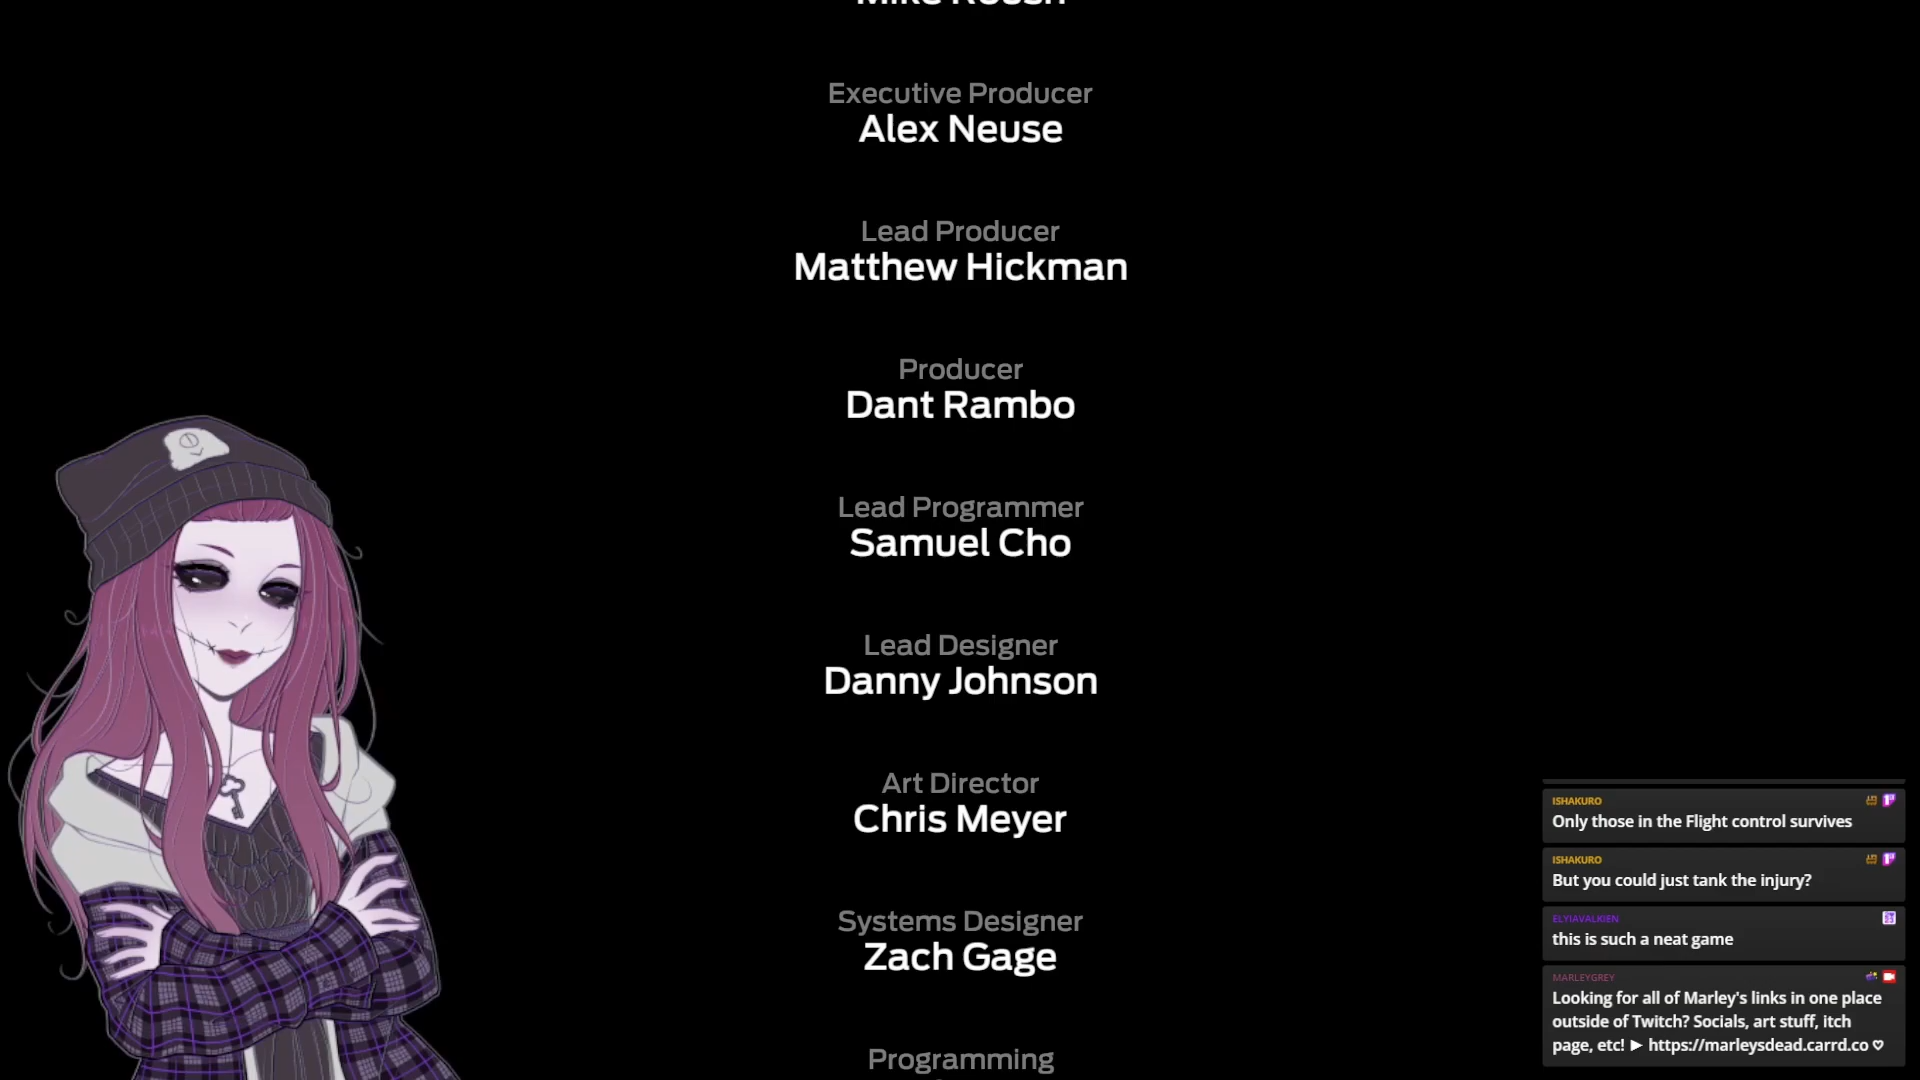 Executive Producer
Alex Neuse
Lead Producer
Matthew Hickman
Producer
Dant Rambo
Lead Programmer
Samuel Cho
Lead Designer
Danny Johnson
Art Director
Chris Meyer
Systems Designer
Zach Gage
Programming
ISHAKURO
Only those in the Flight control survives
ISHAKURO
But you could just tank the injury?
ELYIAVALKIEN
this is such a neat game
MARLEYGREY
Looking for all of Marley's links in one place
outside of Twitch? Socials, art stuff, itch
page, etc! ► https://marleysdead.carrd.co ♡